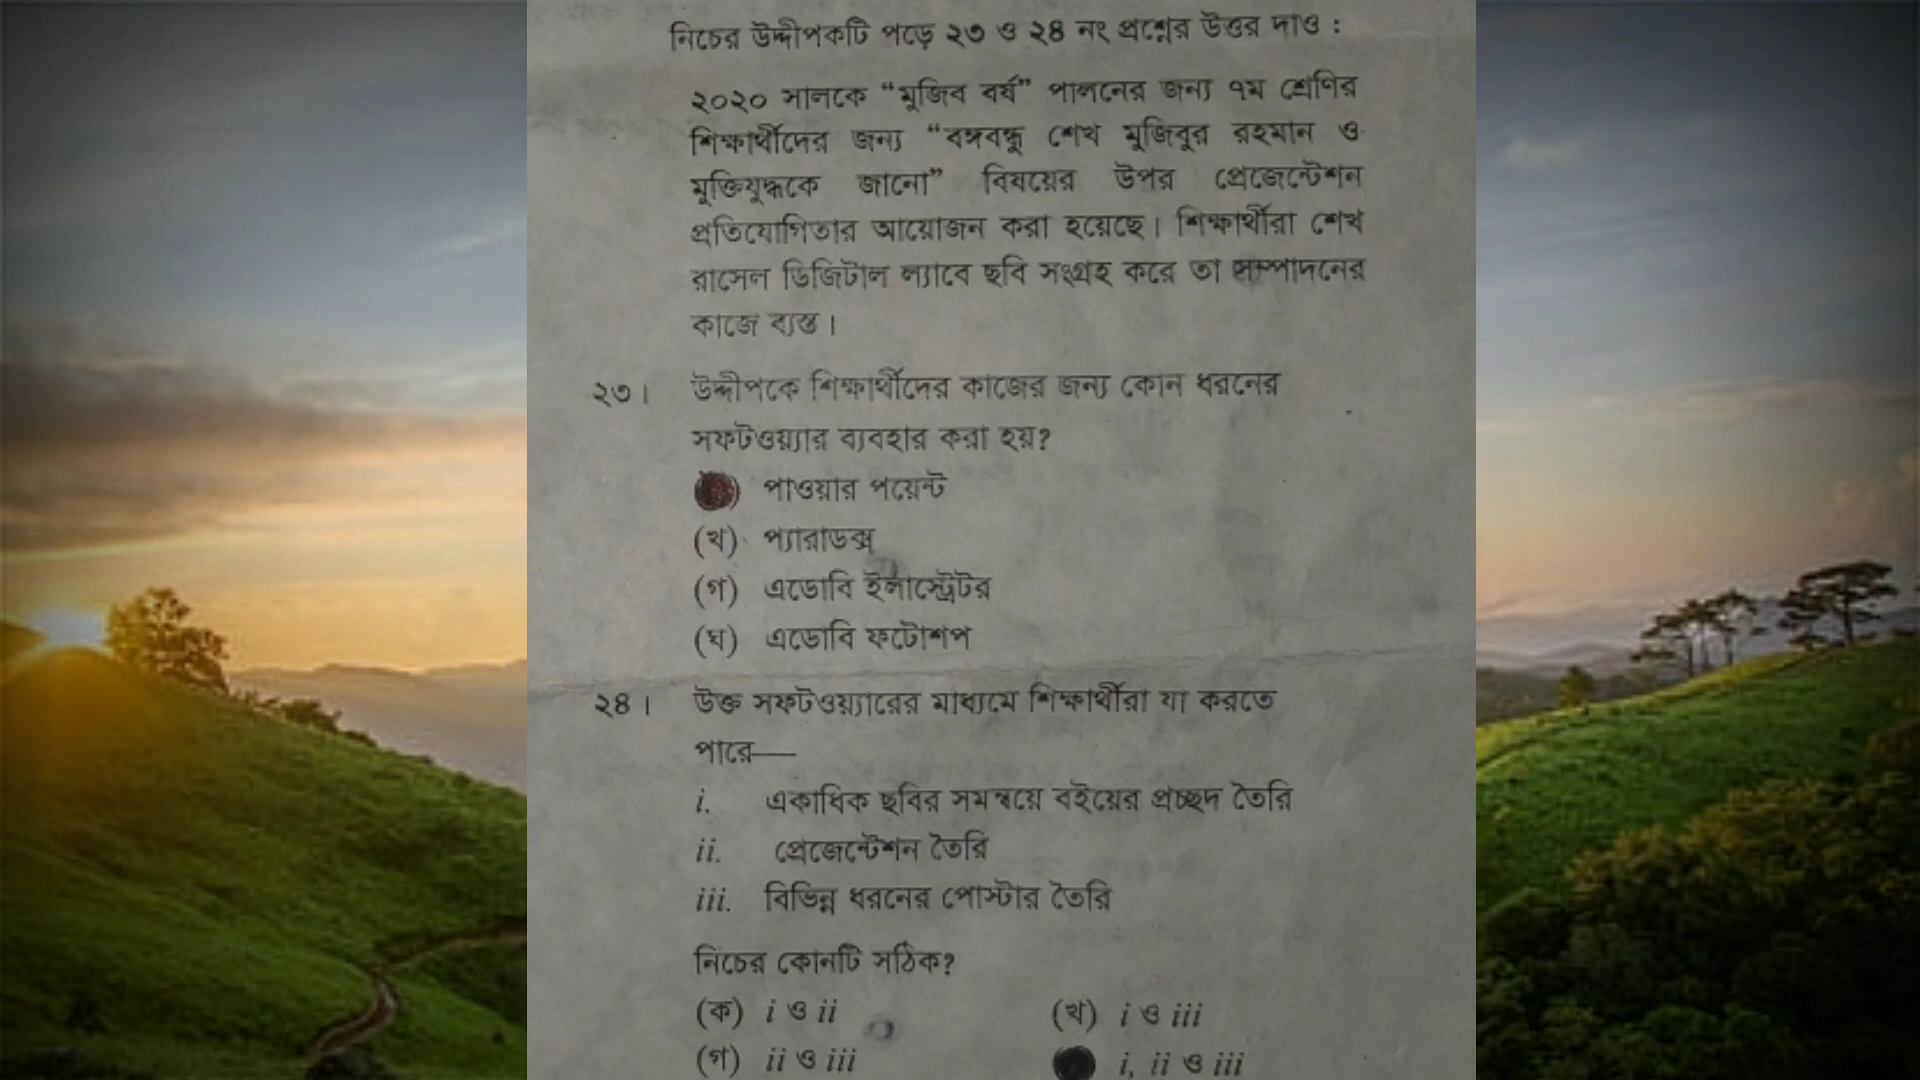 নিচের উদ্দীপকটি পড়ে ২৩ ও ২৪ নং প্রশ্নের উত্তর দাও :
২০২০ সালকে “মুজিব বর্ষ” পালনের জন্য ৭ম শ্রেণির
শিক্ষার্থীদের জন্য “বঙ্গবন্ধু শেখ মুজিবুর রহমান ও
মুক্তিযুদ্ধকে জানো” বিষয়ের উপর প্রেজেন্টেশন
প্রতিযোগিতার আয়োজন করা হয়েছে। শিক্ষার্থীরা শেখ
রাসেল ডিজিটাল ল্যাবে ছবি সংগ্রহ করে তা সম্পাদনের
কাজে ব্যস্ত।
২৩। উদ্দীপকে শিক্ষার্থীদের কাজের জন্য কোন ধরনের
সফটওয়্যার ব্যবহার করা হয়?
পাওয়ার পয়েন্ট
(খ) প্যারাডক্স
(গ) এডোবি ইলাস্ট্রেটর
(ঘ) এডোবি ফটোশপ
২৪। উক্ত সফটওয়্যারের মাধ্যমে শিক্ষার্থীরা যা করতে
পারে—
i. একাধিক ছবির সমন্বয়ে বইয়ের প্রচ্ছদ তৈরি
ii. প্রেজেন্টেশন তৈরি
iii. বিভিন্ন ধরনের পোস্টার তৈরি
নিচের কোনটি সঠিক?
(ক) i ও ii (খ) i ও iii
(গ) ii ও iii i, ii ও iii